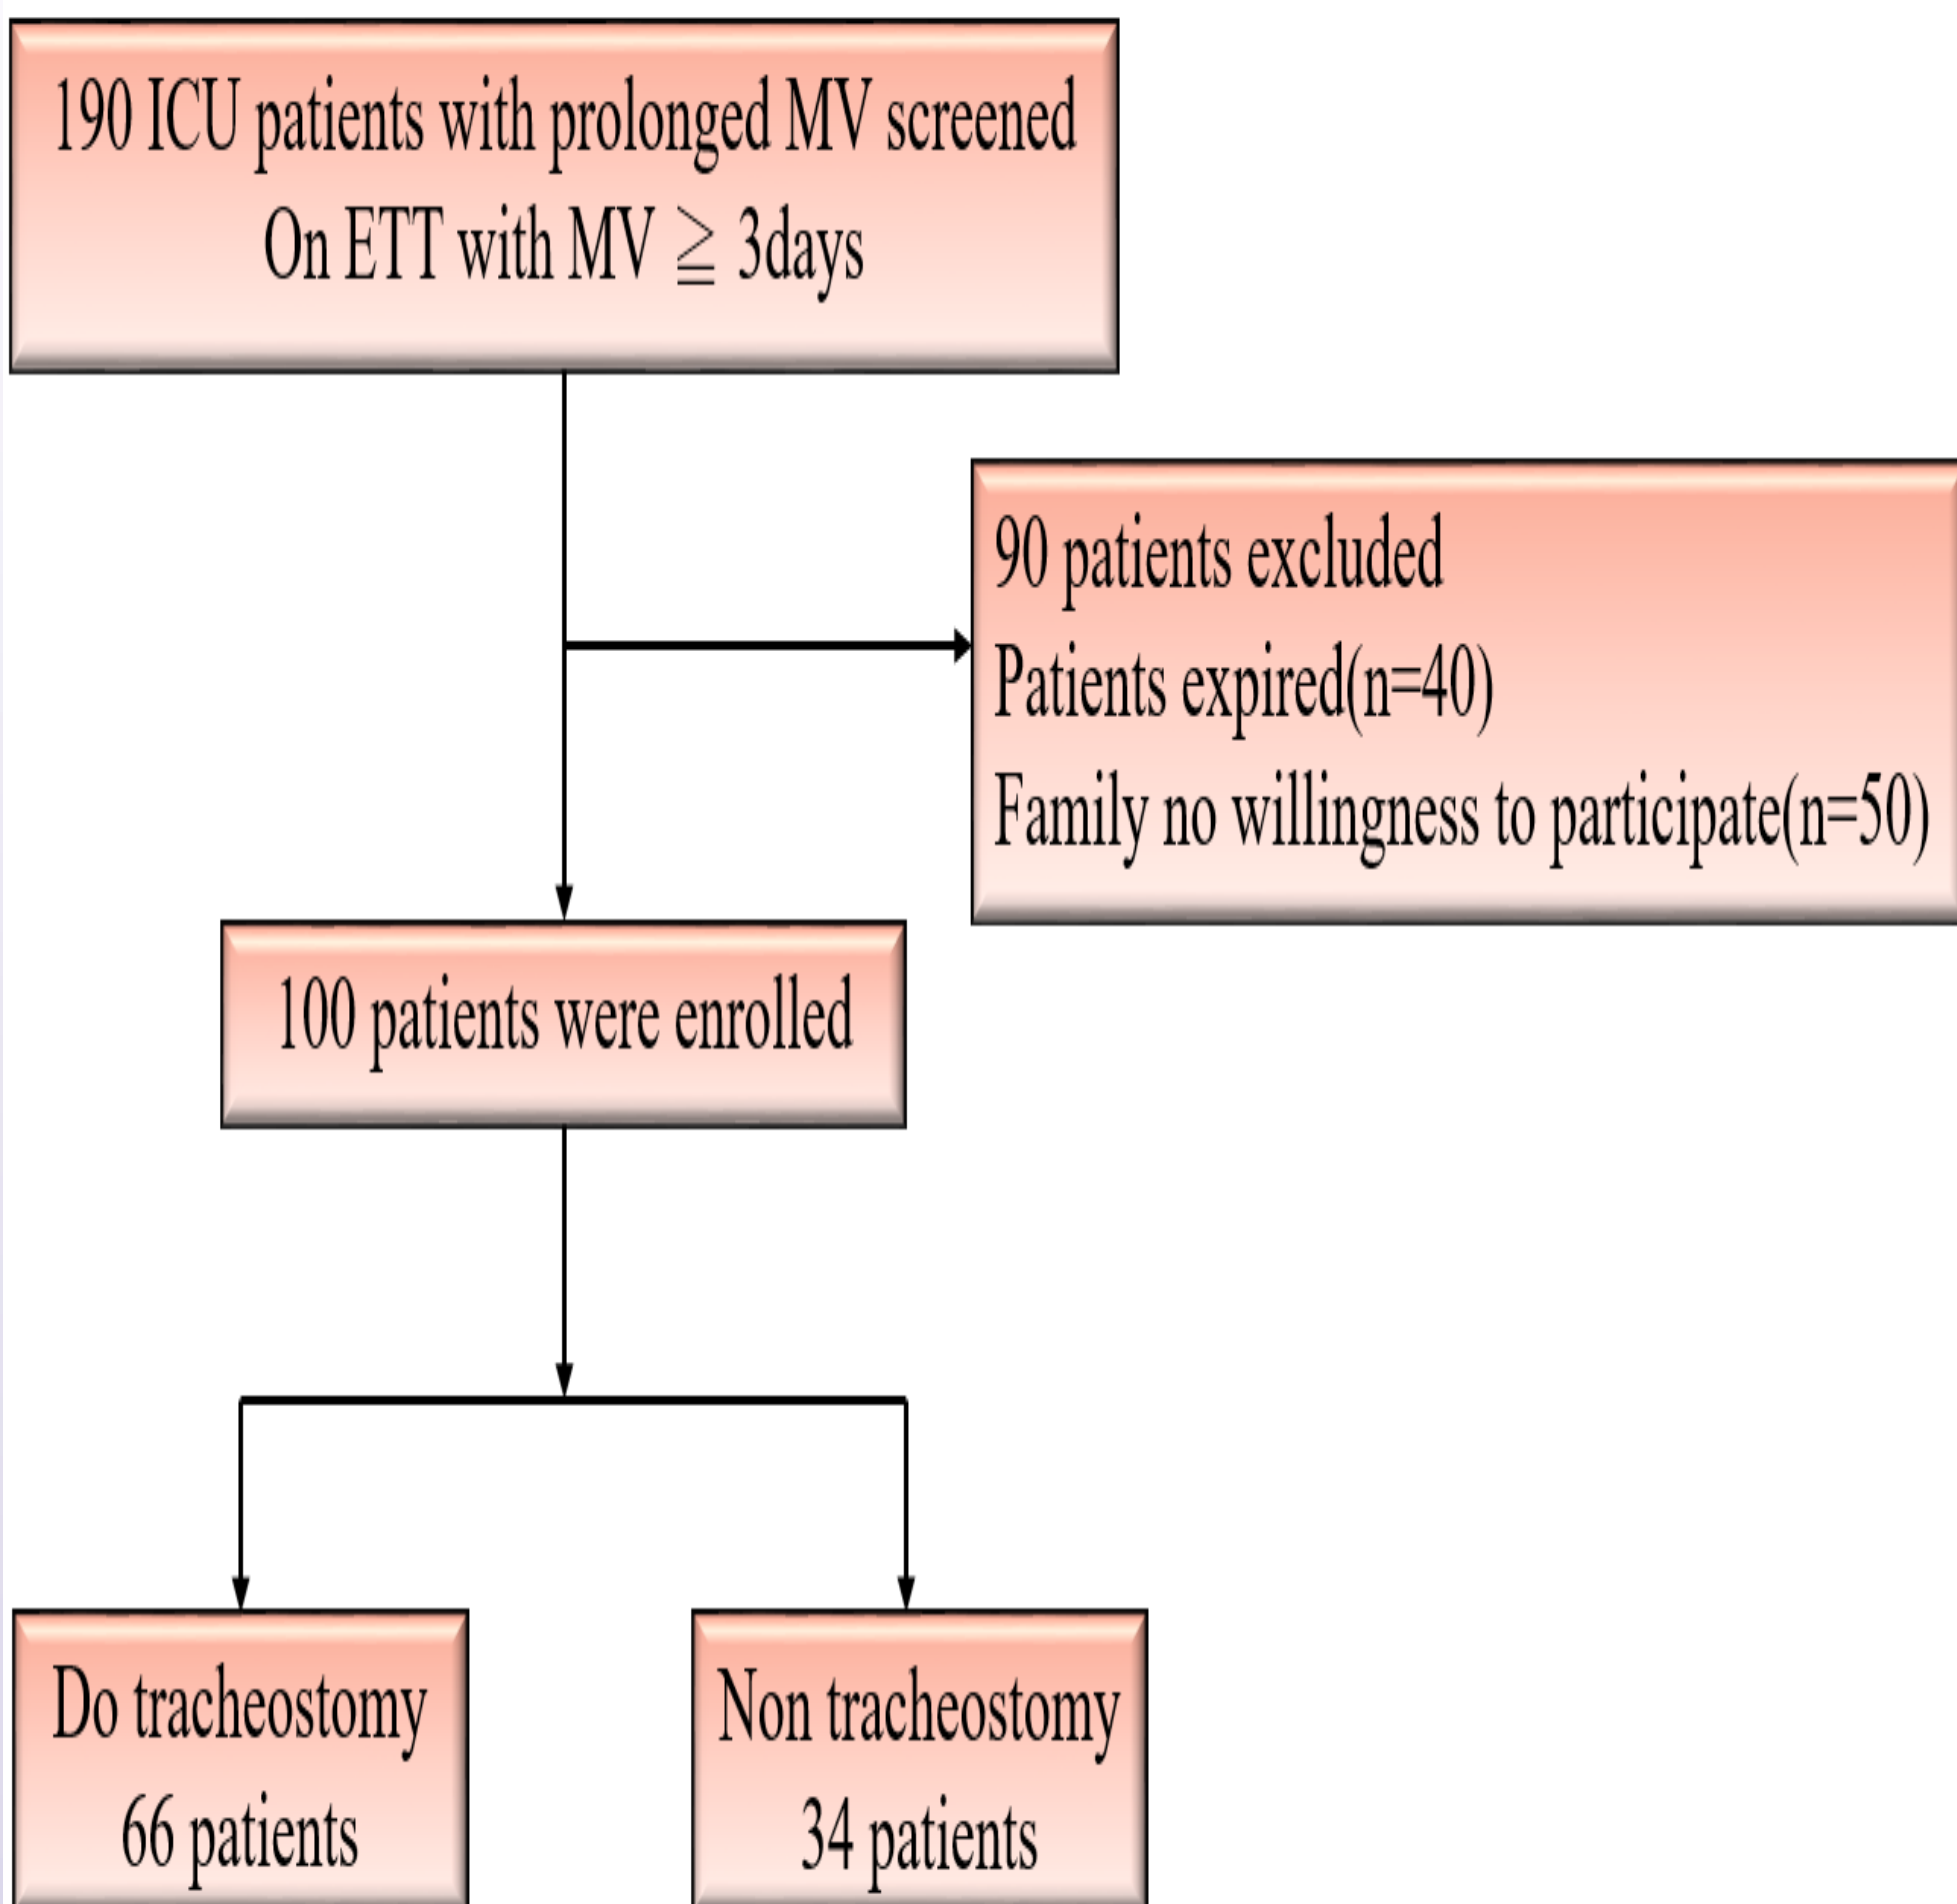 190 ICU patients with prolonged MV screened
On ETT with MV ≧ 3days
90 patients excluded
Patients expired(n=40)
Family no willingness to participate(n=50)
100 patients were enrolled
Do tracheostomy
66 patients
Non tracheostomy
34 patients